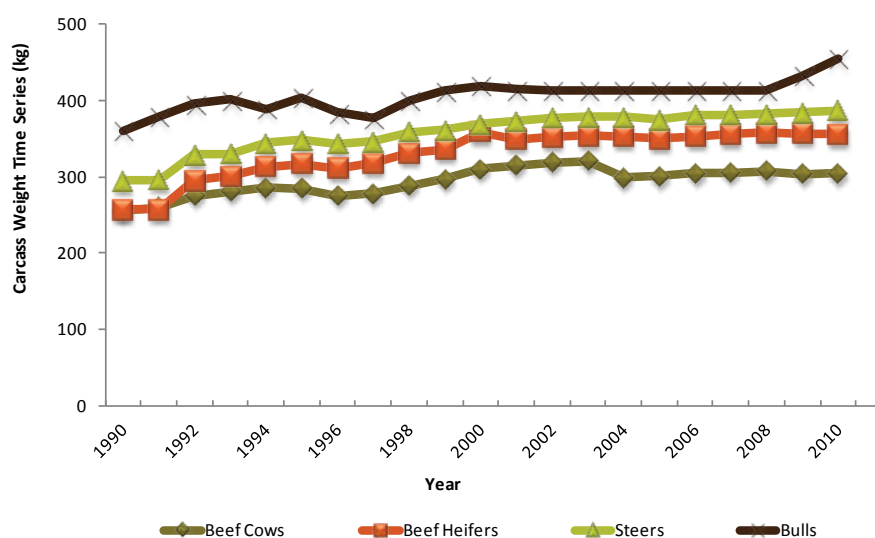 Carcass Weight Time Series (kg)
500
400
300
200
100
0
1990
1992
1994
1996
1998
2000
2002
2004
2006
2008
2010
Year
Beef Cows
Beef Heifers
Steers
Bulls